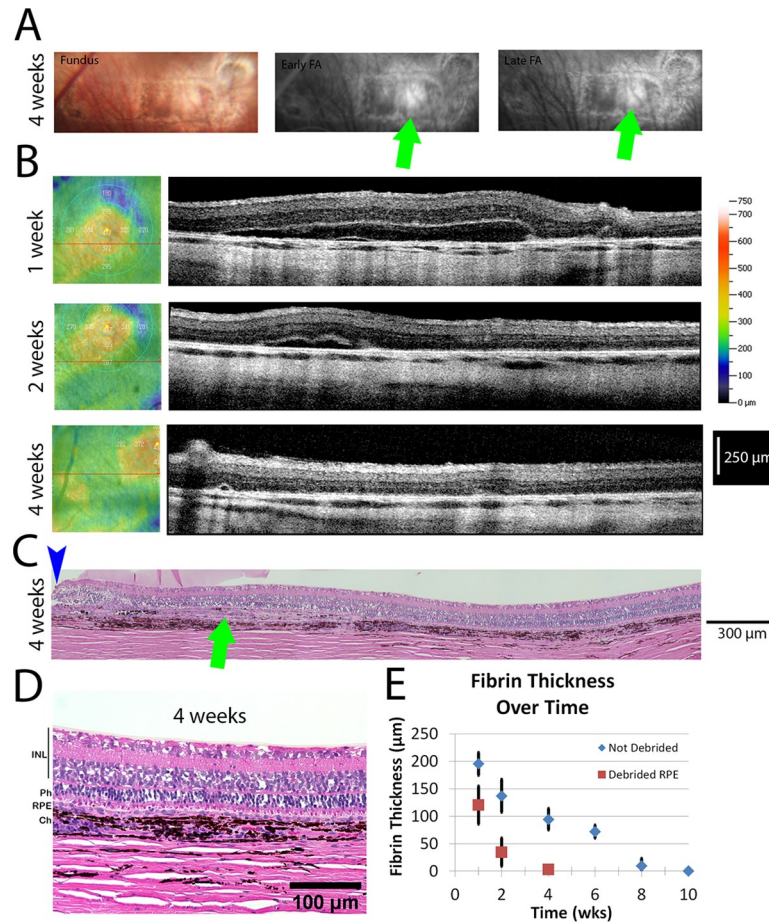 A
4 weeks
Fundus
Early FA
Late FA
B
1 week
2 weeks
4 weeks
750
700
600
500
400
300
200
100
0 µm
250 µm
C
4 weeks
300 µm
D
4 weeks
INL
Ph
RPE
Ch
100 µm
E
Fibrin Thickness
Over Time
Fibrin Thickness (µm)
250
200
150
100
50
0
Not Debrided
Debrided RPE
0 2 4 6 8 10
Time (wks)